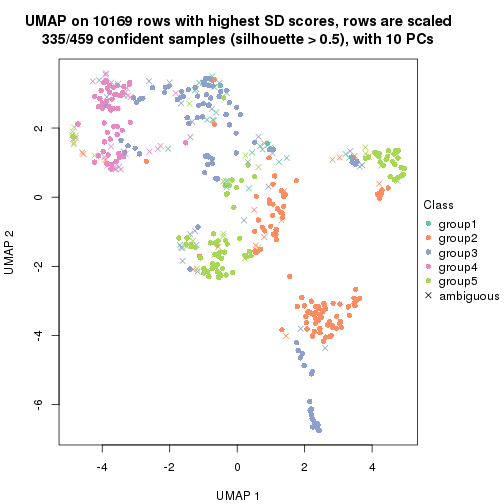 UMAP on 10169 rows with highest SD scores, rows are scaled
335/459 confident samples (silhouette > 0.5), with 10 PCs
2
0
-2
-4
-6
UMAP 2
-4
-2
0
2
4
UMAP 1
Class
group1
group2
group3
group4
group5
ambiguous